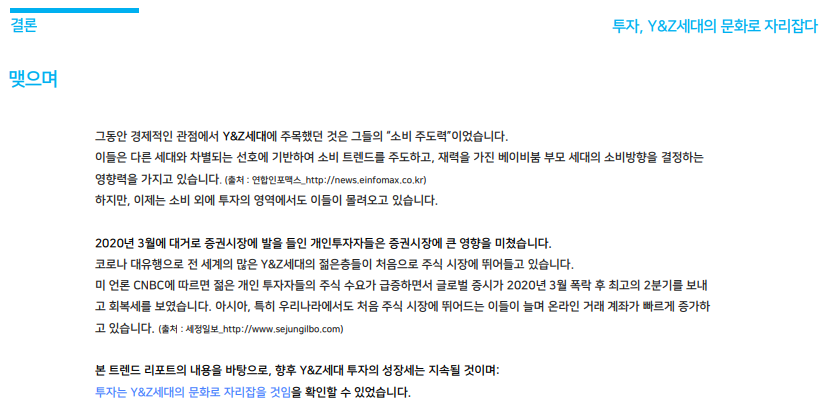 결론
투자, Y&Z세대의 문화로 자리잡다
맺으며
그동안 경제적인 관점에서 Y&Z세대에 주목했던 것은 그들의 "소비 주도력"이었습니다.
이들은 다른 세대와 차별되는 선호에 기반하여 소비 트렌드를 주도하고, 재력을 가진 베이비붐 부모 세대의 소비방향을 결정하는
영향력을 가지고 있습니다. (출처 : 연합인포맥스_http://news.einfomax.co.kr)
하지만, 이제는 소비 외에 투자의 영역에서도 이들이 몰려오고 있습니다.
2020년 3월에 대거로 증권시장에 발을 들인 개인투자자들은 증권시장에 큰 영향을 미쳤습니다.
코로나 대유행으로 전 세계의 많은 Y&Z세대의 젊은층들이 처음으로 주식 시장에 뛰어들고 있습니다.
미 언론 CNBC에 따르면 젊은 개인 투자자들의 주식 수요가 급증하면서 글로벌 증시가 2020년 3월 폭락 후 최고의 2분기를 보내
고 회복세를 보였습니다. 아시아, 특히 우리나라에서도 처음 주식 시장에 뛰어드는 이들이 늘며 온라인 거래 계좌가 빠르게 증가하
고 있습니다. (출처 : 세정일보_http://www.sejungilbo.com)
본 트렌드 리포트의 내용을 바탕으로, 향후 Y&Z세대 투자의 성장세는 지속될 것이며:
투자는 Y&Z세대의 문화로 자리잡을 것임을 확인할 수 있었습니다.